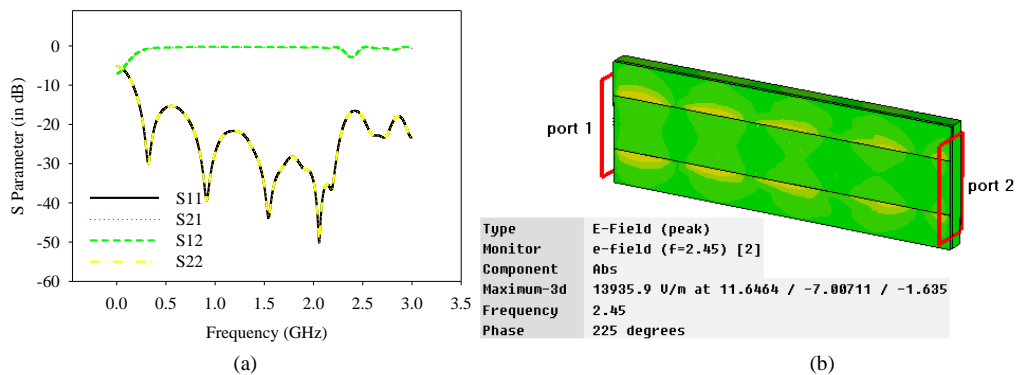 0
-10
-20
-30
-40
-50
-60
S Parameter (in dB)
S11
S21
S12
S22
0.0 0.5 1.0 1.5 2.0 2.5 3.0 3.5
Frequency (GHz)
(a)
port 1
port 2
Type E-Field (peak)
Monitor e-field (f=2.45) [2]
Component Abs
Maximum-3d 13935.9 V/m at 11.6464 / -7.00711 / -1.635
Frequency 2.45
Phase 225 degrees
(b)